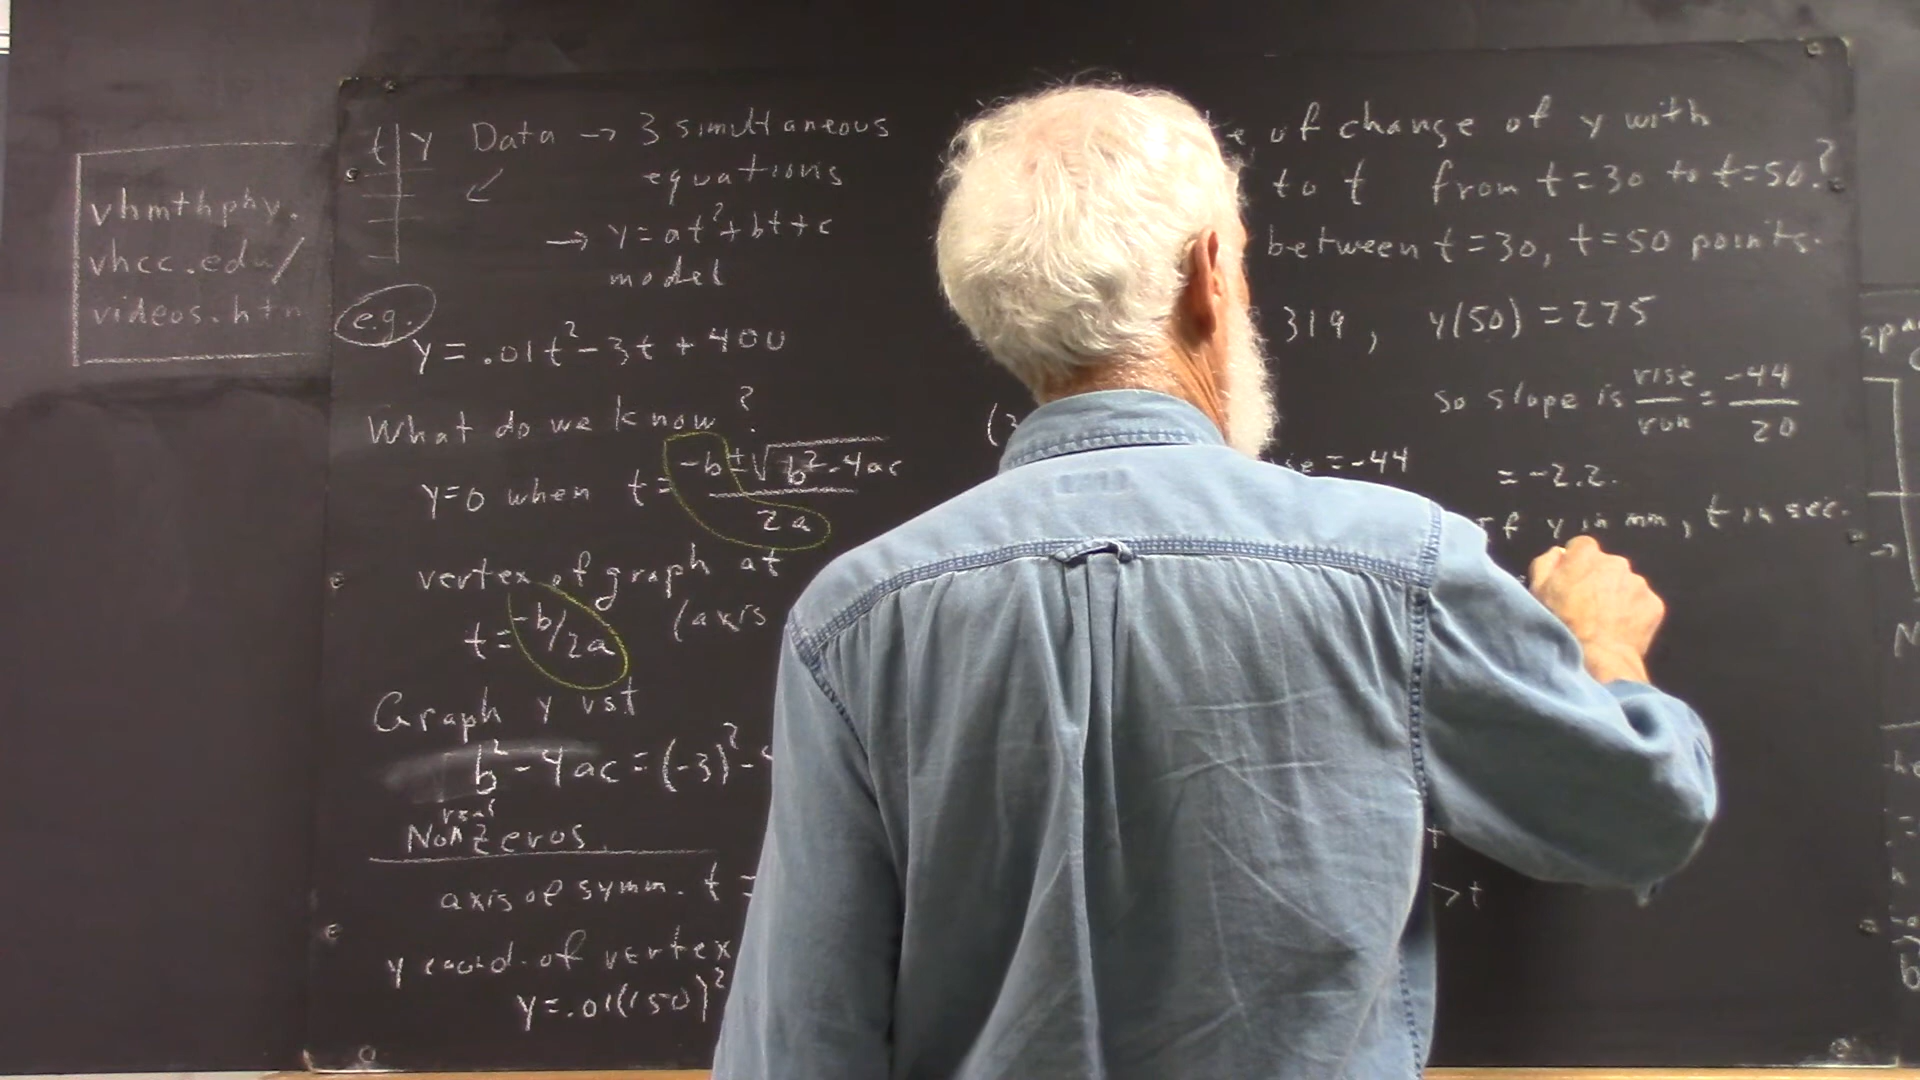 vhmthphy.
vhcc.edu/
videos.htm
t y Data → 3 simultaneous
equations
→ y = at² + bt + c
model
e.g.
y = .01t² - 3t + 400
What do we know?
y=0 when t = -b ± √b² - 4ac / 2a
vertex of graph at
t = -b/2a (axis
Graph y vs t
b² - 4ac = (-3)² -
No real zeros
axis of symm. t =
y coord. of vertex
y = .01(150)²
of change of y with
to t from t = 30 to t = 50?
between t = 30, t = 50 points.
319, y(50) = 275
so slope is rise/run = -44/20
= -44
= -2.2.
If y in mm, t in sec.
> t